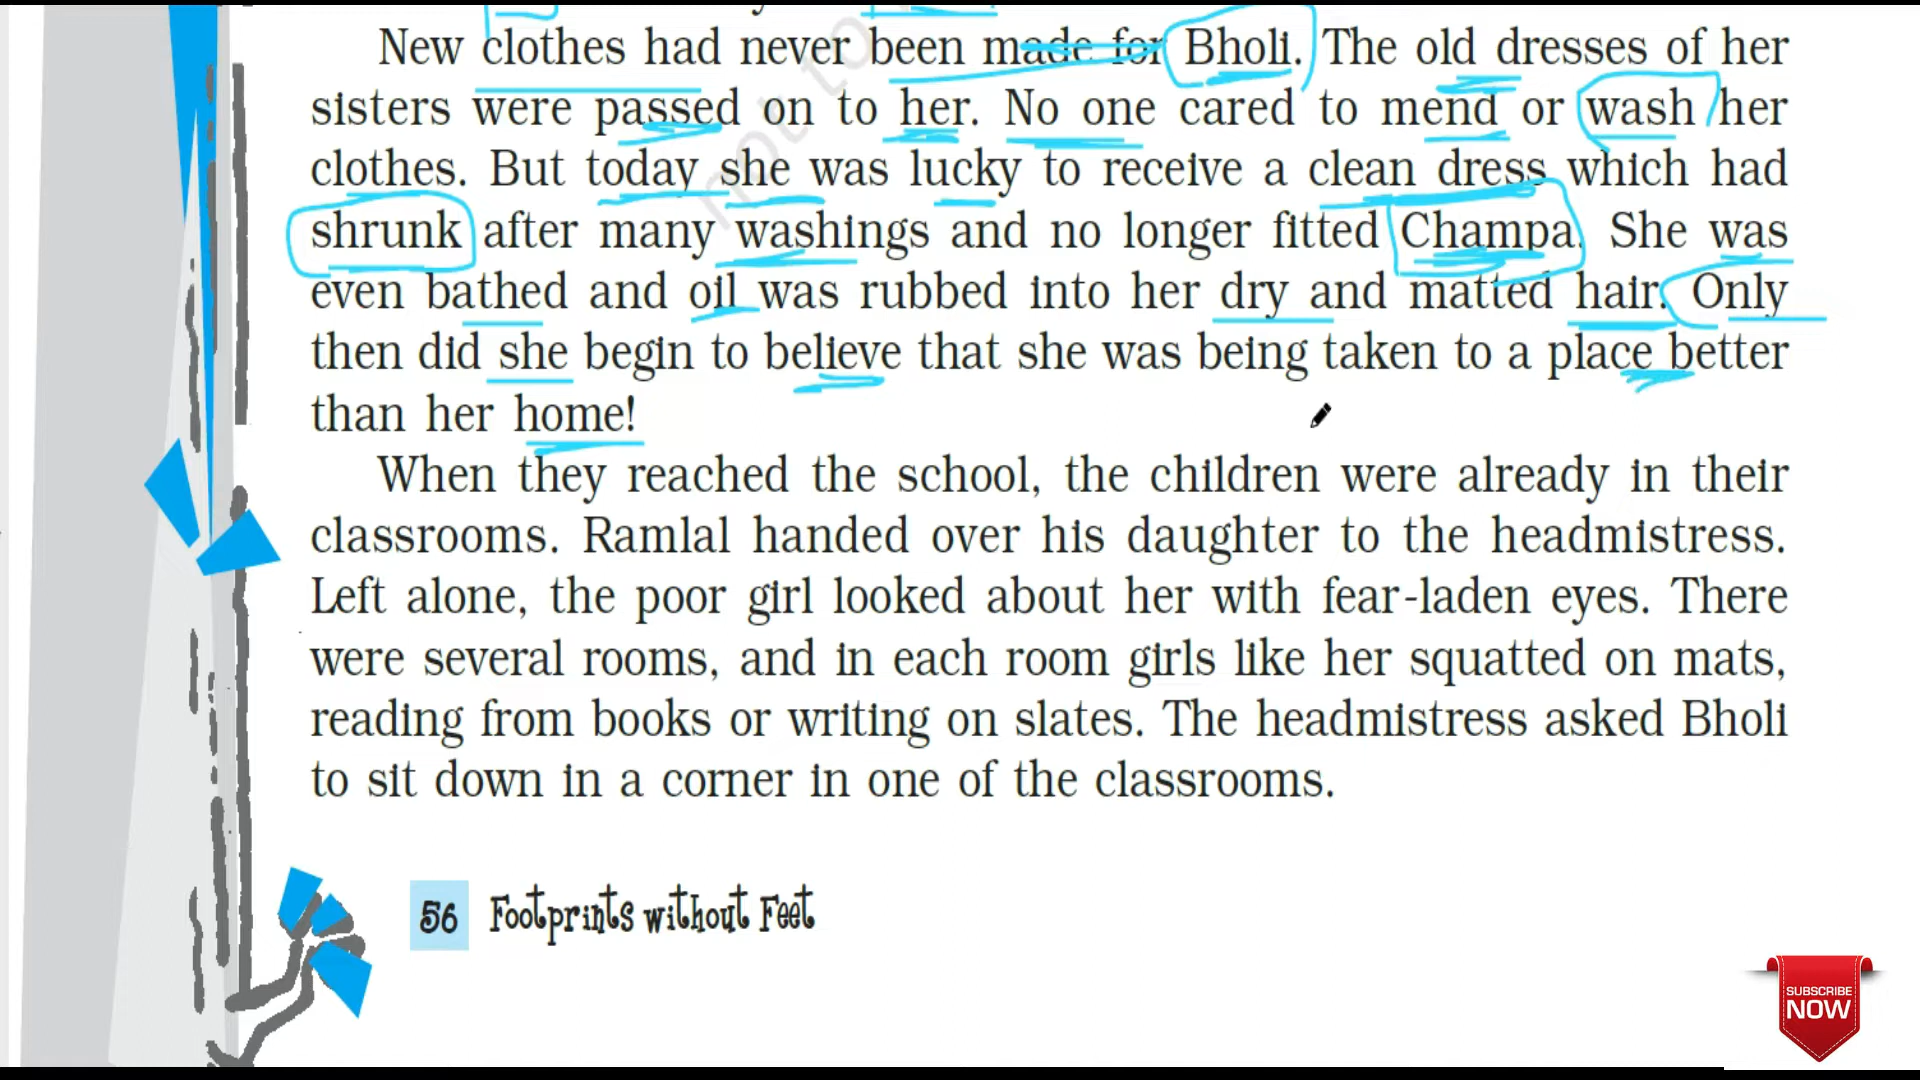 New clothes had never been made for Bholi. The old dresses of her
sisters were passed on to her. No one cared to mend or wash her
clothes. But today she was lucky to receive a clean dress which had
shrunk after many washings and no longer fitted Champa. She was
even bathed and oil was rubbed into her dry and matted hair. Only
then did she begin to believe that she was being taken to a place better
than her home!
When they reached the school, the children were already in their
classrooms. Ramlal handed over his daughter to the headmistress.
Left alone, the poor girl looked about her with fear-laden eyes. There
were several rooms, and in each room girls like her squatted on mats,
reading from books or writing on slates. The headmistress asked Bholi
to sit down in a corner in one of the classrooms.
56 Footprints without Feet
SUBSCRIBE
NOW
not to